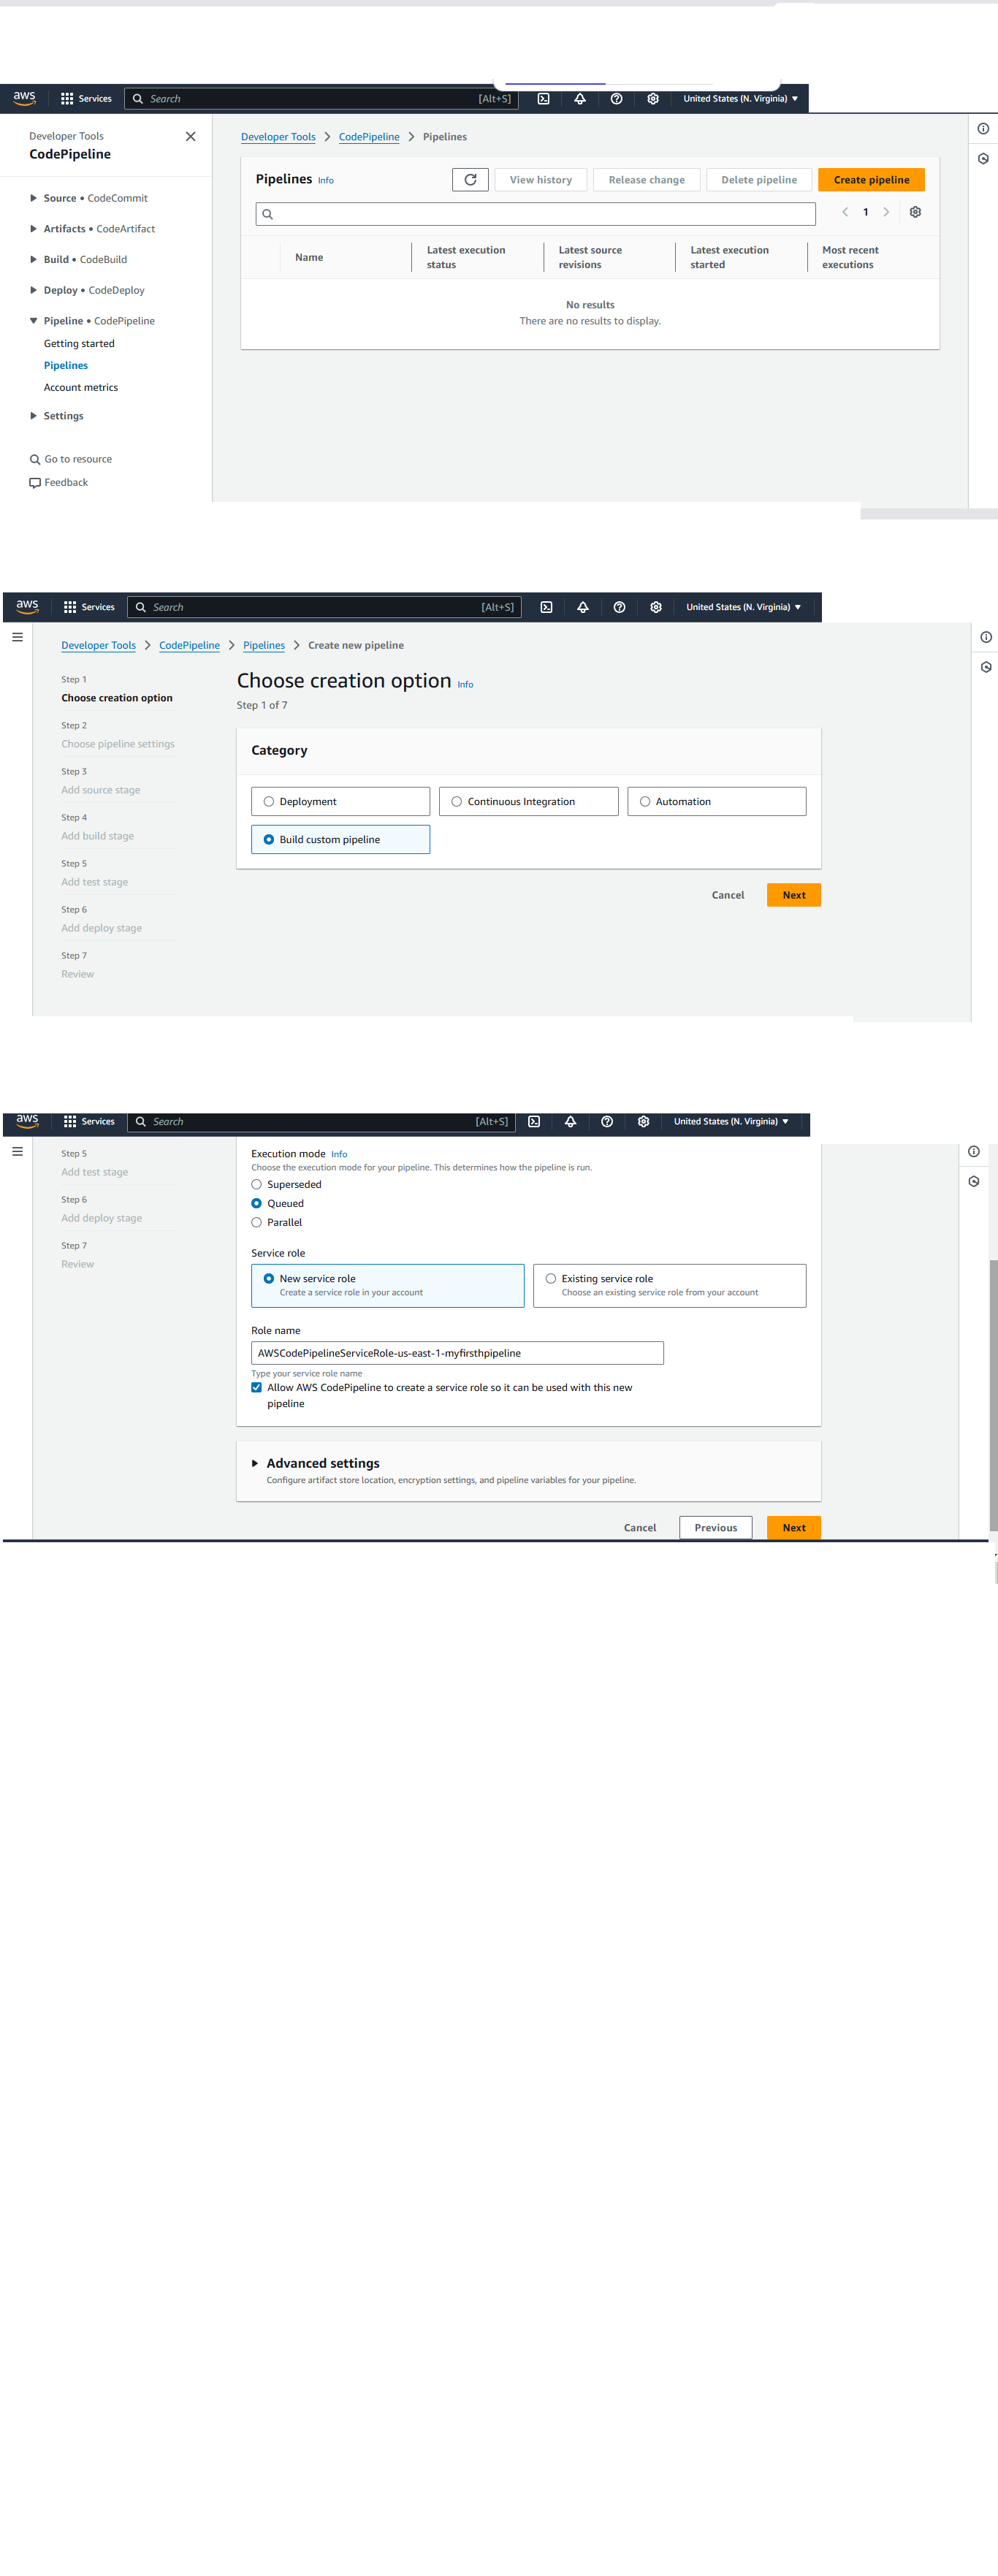 aws Services Search [Alt+S] United States (N. Virginia)
Developer Tools
CodePipeline
Source • CodeCommit
Artifacts • CodeArtifact
Build • CodeBuild
Deploy • CodeDeploy
Pipeline • CodePipeline
Getting started
Pipelines
Account metrics
Settings
Go to resource
Feedback
Developer Tools CodePipeline Pipelines
Pipelines Info View history Release change Delete pipeline Create pipeline
1
Name
Latest execution
status
Latest source
revisions
Latest execution
started
Most recent
executions
No results
There are no results to display.
aws Services Search [Alt+S] United States (N. Virginia)
Developer Tools CodePipeline Pipelines Create new pipeline
Step 1
Choose creation option
Step 2
Choose pipeline settings
Step 3
Add source stage
Step 4
Add build stage
Step 5
Add test stage
Step 6
Add deploy stage
Step 7
Review
Choose creation option Info
Step 1 of 7
Category
Deployment Continuous Integration Automation
Build custom pipeline
Cancel Next
aws Services Search [Alt+S] United States (N. Virginia)
Step 5
Add test stage
Step 6
Add deploy stage
Step 7
Review
Execution mode Info
Choose the execution mode for your pipeline. This determines how the pipeline is run.
Superseded
Queued
Parallel
Service role
New service role
Create a service role in your account
Existing service role
Choose an existing service role from your account
Role name
AWSCodePipelineServiceRole-us-east-1-myfirsthpipeline
Type your service role name
Allow AWS CodePipeline to create a service role so it can be used with this new
pipeline
Advanced settings
Configure artifact store location, encryption settings, and pipeline variables for your pipeline.
Cancel Previous Next